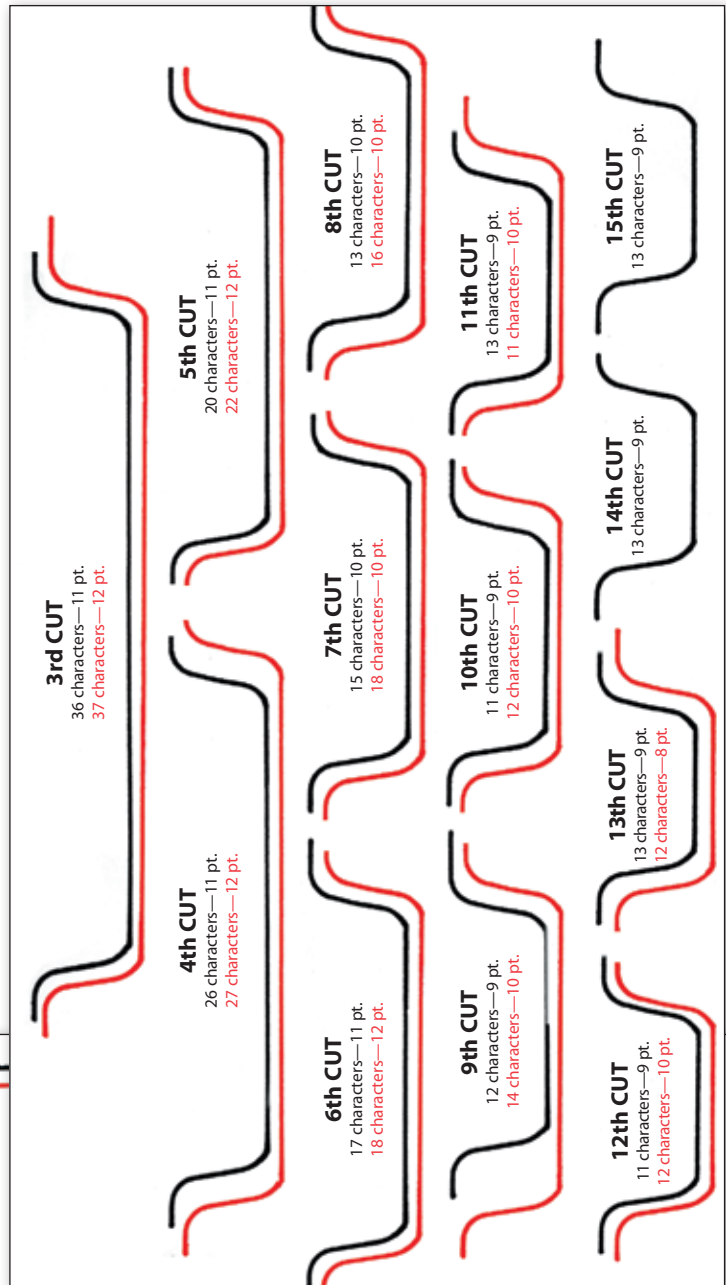 3rd CUT
36 characters—11 pt.
37 characters—12 pt.
4th CUT
26 characters—11 pt.
27 characters—12 pt.
5th CUT
20 characters—11 pt.
22 characters—12 pt.
6th CUT
17 characters—11 pt.
18 characters—12 pt.
7th CUT
15 characters—10 pt.
18 characters—10 pt.
8th CUT
13 characters—10 pt.
16 characters—10 pt.
9th CUT
12 characters—9 pt.
14 characters—10 pt.
10th CUT
11 characters—9 pt.
12 characters—10 pt.
11th CUT
13 characters—9 pt.
11 characters—10 pt.
12th CUT
11 characters—9 pt.
12 characters—10 pt.
13th CUT
13 characters—9 pt.
12 characters—8 pt.
14th CUT
13 characters—9 pt.
15th CUT
13 characters—9 pt.